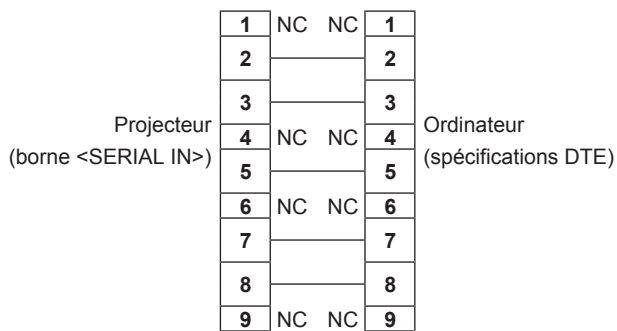 1 NC NC 1
2 2
3 3
Projecteur
(borne <SERIAL IN>)
4 NC NC 4
Ordinateur
(spécifications DTE)
5 5
6 NC NC 6
7 7
8 8
9 NC NC 9